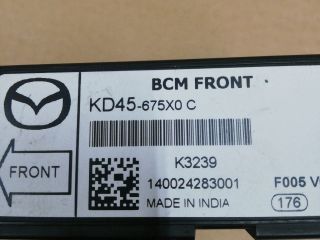 BCM FRONT
KD45-675X0 C
K3239
FRONT
140024283001 F005 V
MADE IN INDIA 176